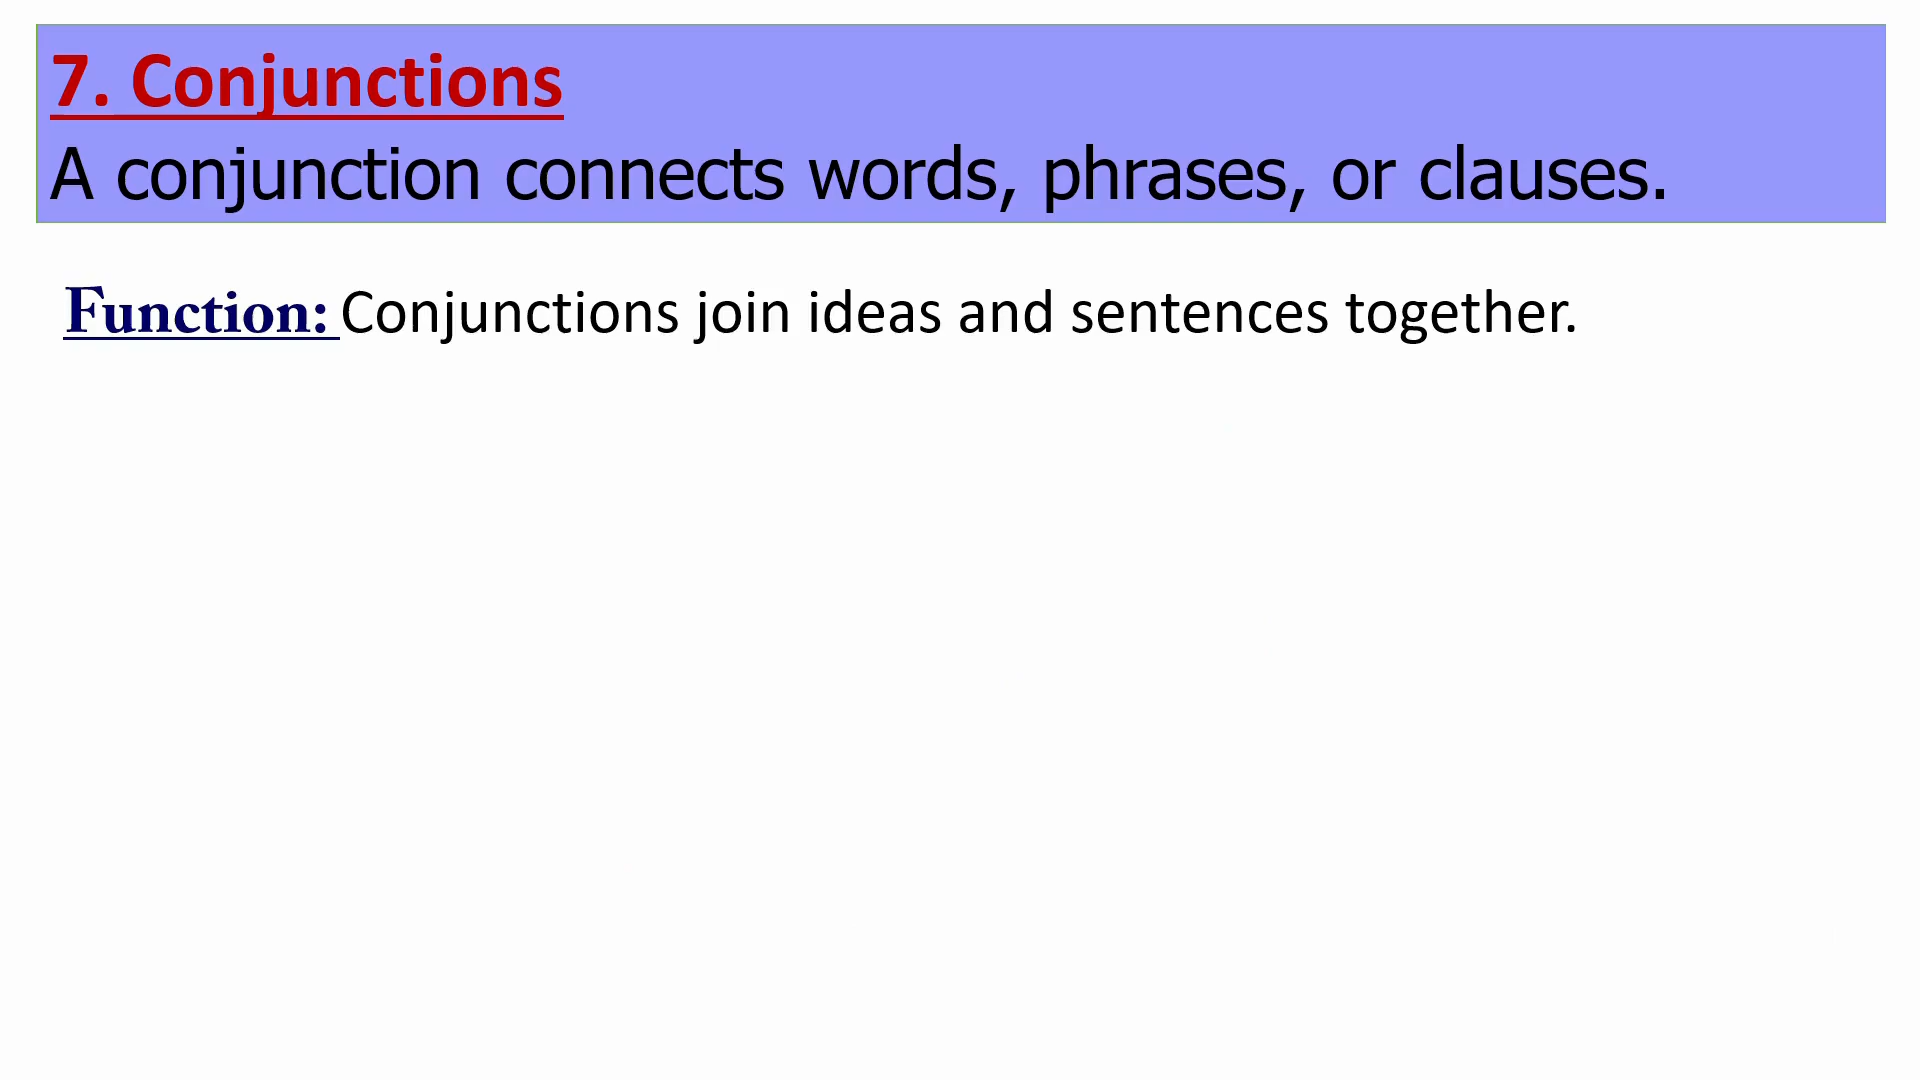 7. Conjunctions
A conjunction connects words, phrases, or clauses.
Function: Conjunctions join ideas and sentences together.